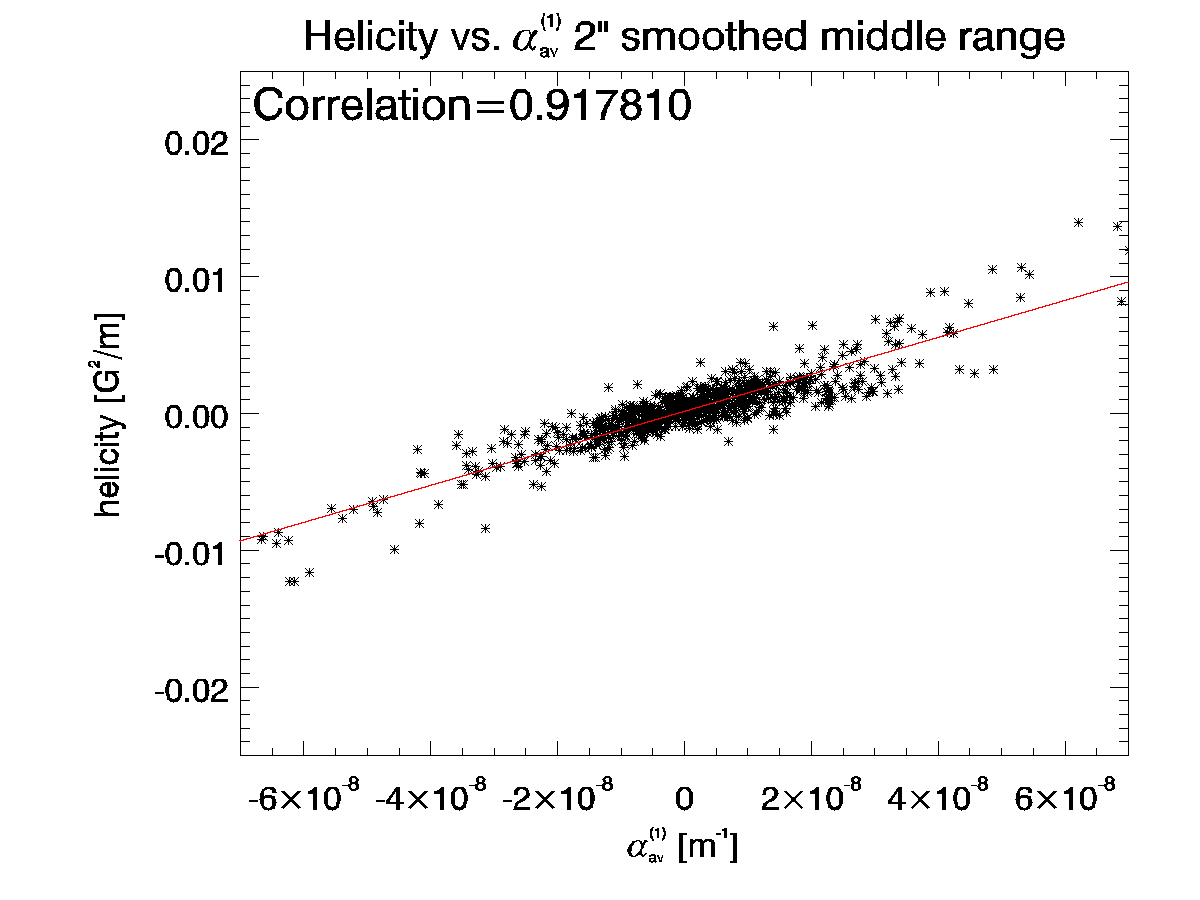 Helicity vs. α_av^(1) 2" smoothed middle range
Correlation=0.917810
0.02
0.01
0.00
-0.01
-0.02
helicity [G²/m]
-6×10⁻⁸ -4×10⁻⁸ -2×10⁻⁸ 0 2×10⁻⁸ 4×10⁻⁸ 6×10⁻⁸
α_av^(1) [m⁻¹]